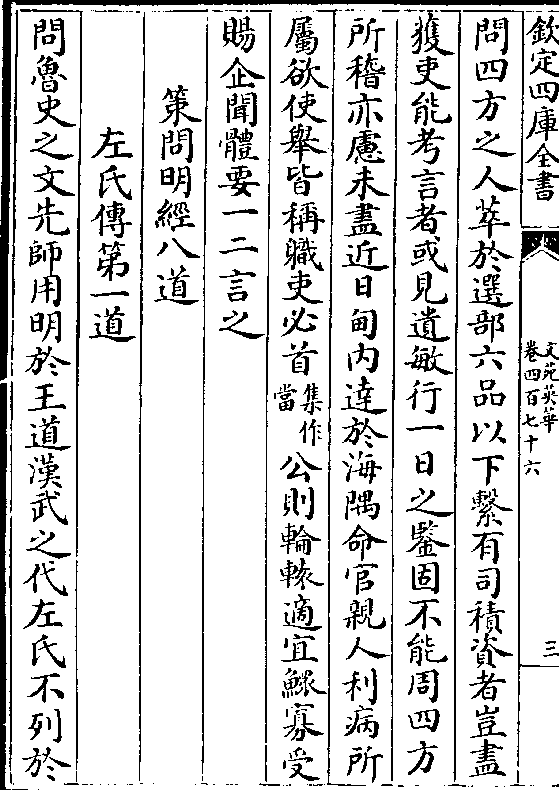 欽定四庫全書
文苑英華
卷四百七十六
三
問四方之人萃於選部六品以下繫有司積資者豈盡
獲吏能考言者或見遺敏行一日之鑒固不能周四方
所稽亦慮未盡近日甸內達於海隅命官親人利病所
屬欲使舉皆稱職吏必首集作當公則輪轅適宜鰥寡受
賜企聞體要一二言之
策問明經八道
左氏傳第一道
問魯史之文先師用明於王道漢武之代左氏不列於